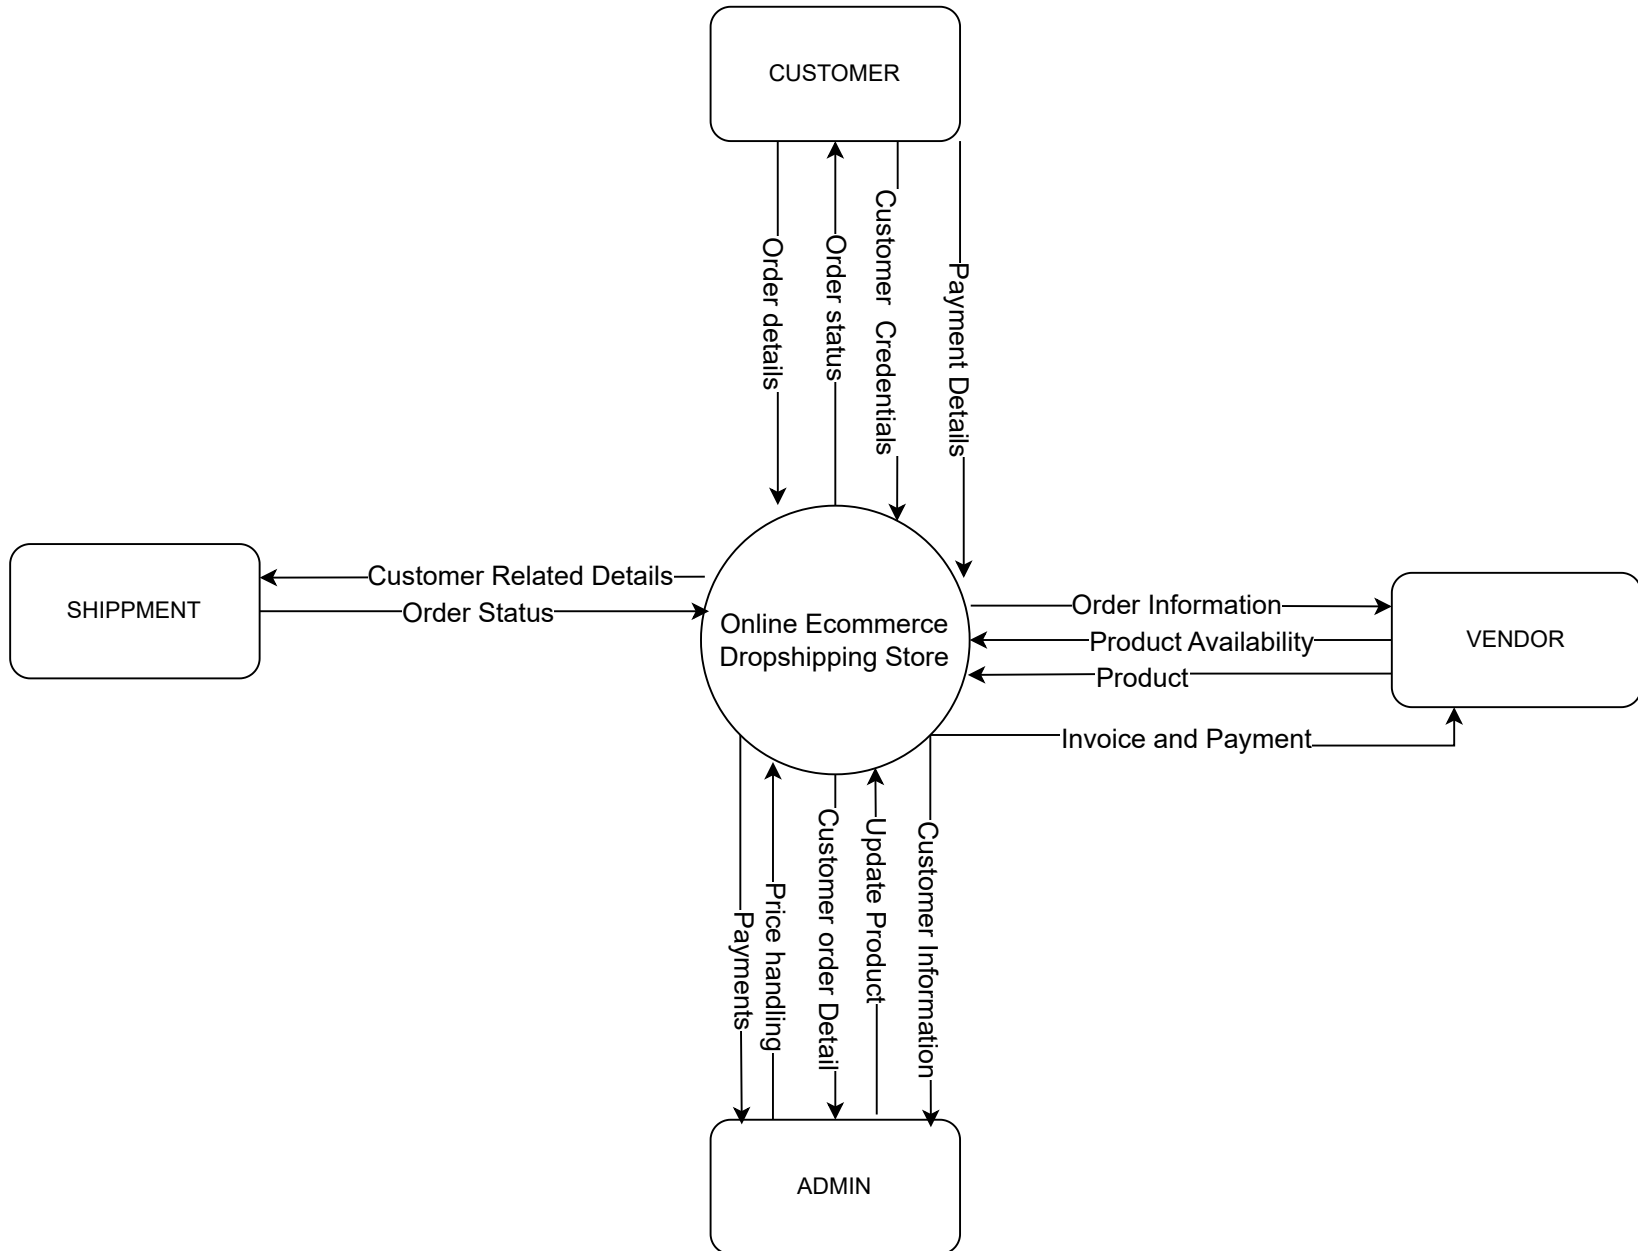 CUSTOMER
Order details
Order status
Customer Credentials
Payment Details
SHIPPMENT
Customer Related Details
Order Status
Online Ecommerce
Dropshipping Store
Order Information
Product Availability
Product
Invoice and Payment
VENDOR
Payments
Price handling
Customer order Detail
Update Product
Customer Information
ADMIN